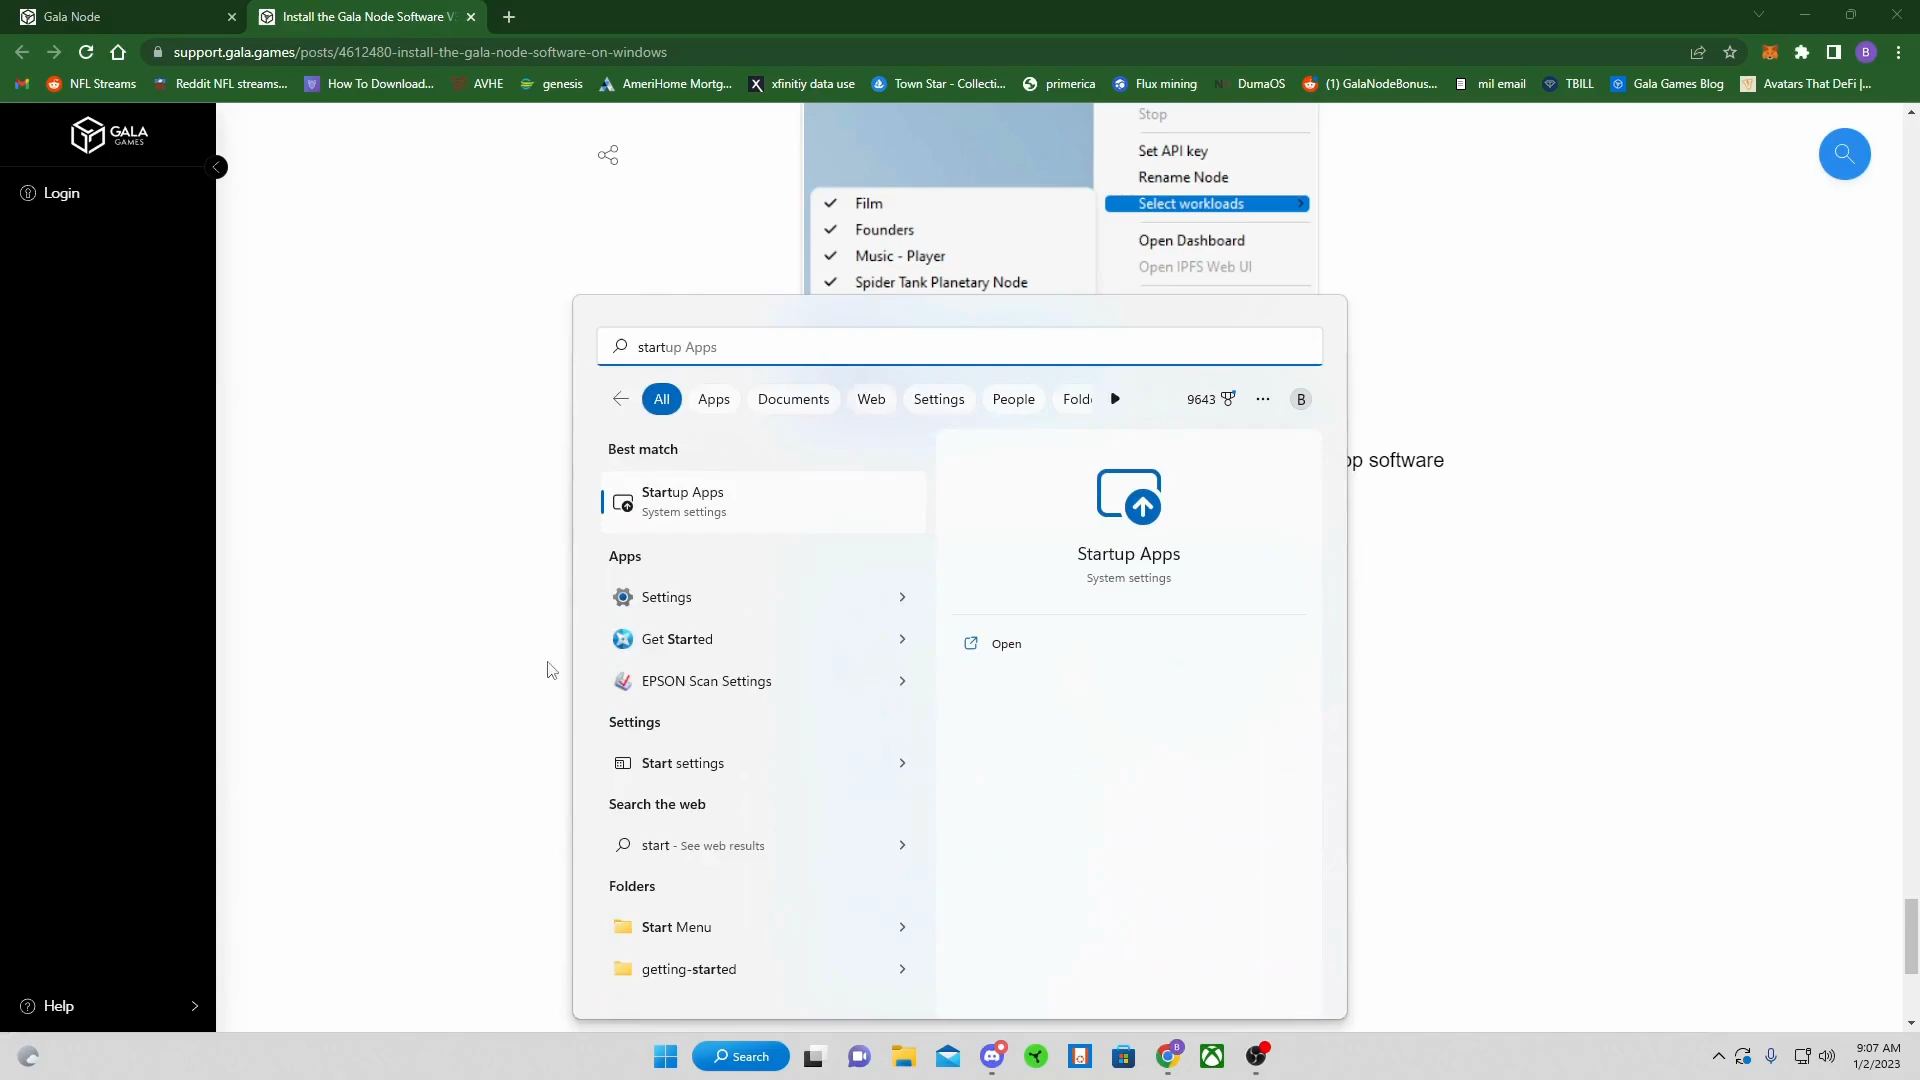 Gala Node
Install the Gala Node Software V
support.gala.games/posts/4612480-install-the-gala-node-software-on-windows
B
NFL Streams
Reddit NFL streams...
How To Download...
AVHE
genesis
AmeriHome Mortg...
X
xfinitiy data use
Town Star - Collecti...
primerica
Flux mining
DumaOS
(1) GalaNodeBonus...
mil email
TBILL
Gala Games Blog
Avatars That DeFi |...
GALA
GAMES
Login
Stop
Set API key
Rename Node
Select workloads
Open Dashboard
Open IPFS Web UI
Film
Founders
Music - Player
Spider Tank Planetary Node
startup Apps
All
Apps
Documents
Web
Settings
People
Fold
9643
B
Best match
Startup Apps
System settings
Apps
Settings
Get Started
EPSON Scan Settings
Settings
Start settings
Search the web
start - See web results
Folders
Start Menu
getting-started
Startup Apps
System settings
Open
op software
Help
Search
B
9:07 AM
1/2/2023